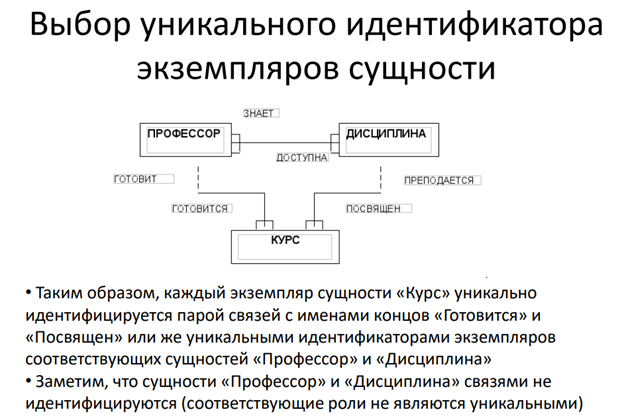 Выбор уникального идентификатора
экземпляров сущности
ЗНАЕТ
ПРОФЕССОР
ДИСЦИПЛИНА
ДОСТУПНА
ГОТОВИТ
ПРЕПОДАЕТСЯ
ГОТОВИТСЯ
ПОСВЯЩЕН
КУРС
• Таким образом, каждый экземпляр сущности «Курс» уникально
идентифицируется парой связей с именами концов «Готовится» и
«Посвящен» или же уникальными идентификаторами экземпляров
соответствующих сущностей «Профессор» и «Дисциплина»
• Заметим, что сущности «Профессор» и «Дисциплина» связями не
идентифицируются (соответствующие роли не являются уникальными)